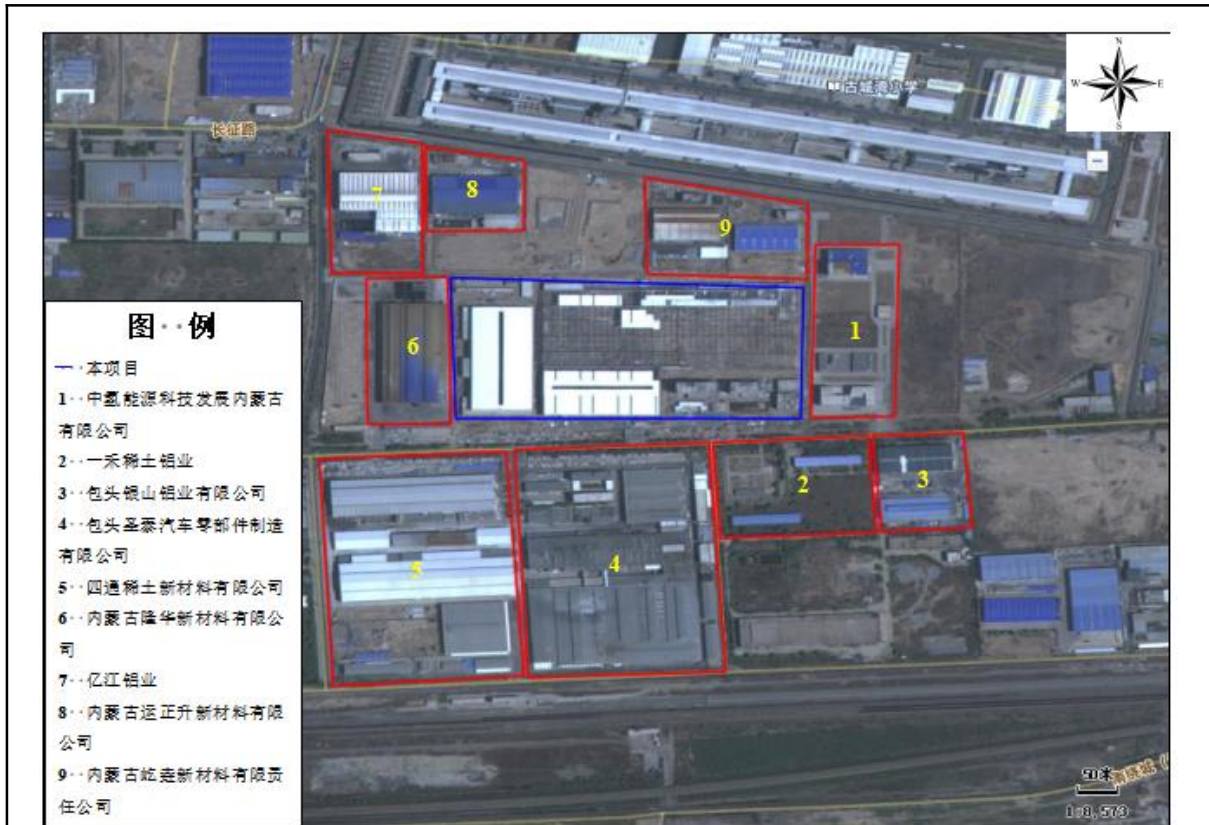 N
W
E
S
古城湾小学
长征路
7
8
9
1
6
2
3
4
5
图··例
本项目
1··中氢能源科技发展内蒙古
有限公司
2··一禾稀土铝业
3··包头银山铝业有限公司
4··包头圣泰汽车零部件制造
有限公司
5··四通稀土新材料有限公司
6··内蒙古隆华新材料有限公
司
7··亿江铝业
8··内蒙古运正升新材料有限
公司
9··内蒙古屹垚新材料有限责
任公司
50米
1:8,573